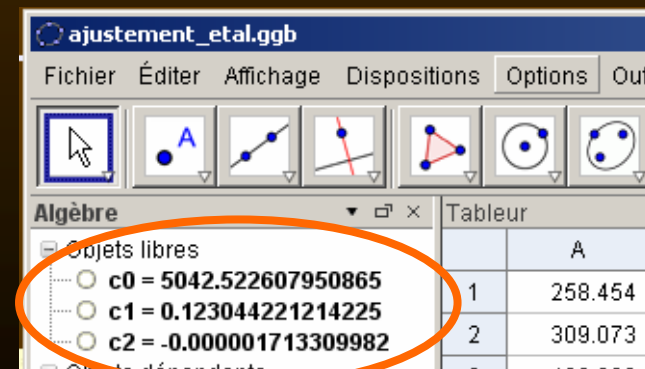 ajustement_etal.ggb
Fichier Éditer Affichage Dispositions Options
A
Algèbre Tableur
Objets libres A
c0 = 5042.522607950865
1 258.454
c1 = 0.123044221214225
2 309.073
c2 = -0.000001713309982